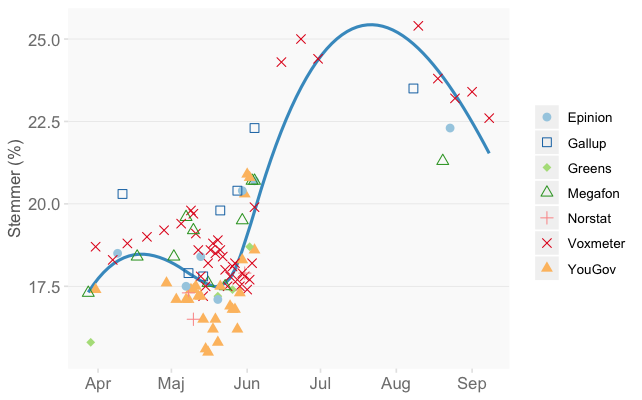 25.0
22.5
20.0
17.5
Stemmer (%)
Apr
Maj
Jun
Jul
Aug
Sep
Epinion
Gallup
Greens
Megafon
Norstat
Voxmeter
YouGov